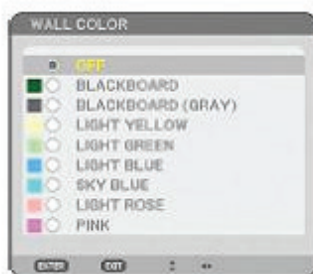 WALL COLOR
OFF
BLACKBOARD
BLACKBOARD (GRAY)
LIGHT YELLOW
LIGHT GREEN
LIGHT BLUE
SKY BLUE
LIGHT ROSE
PINK
ENTER EXIT